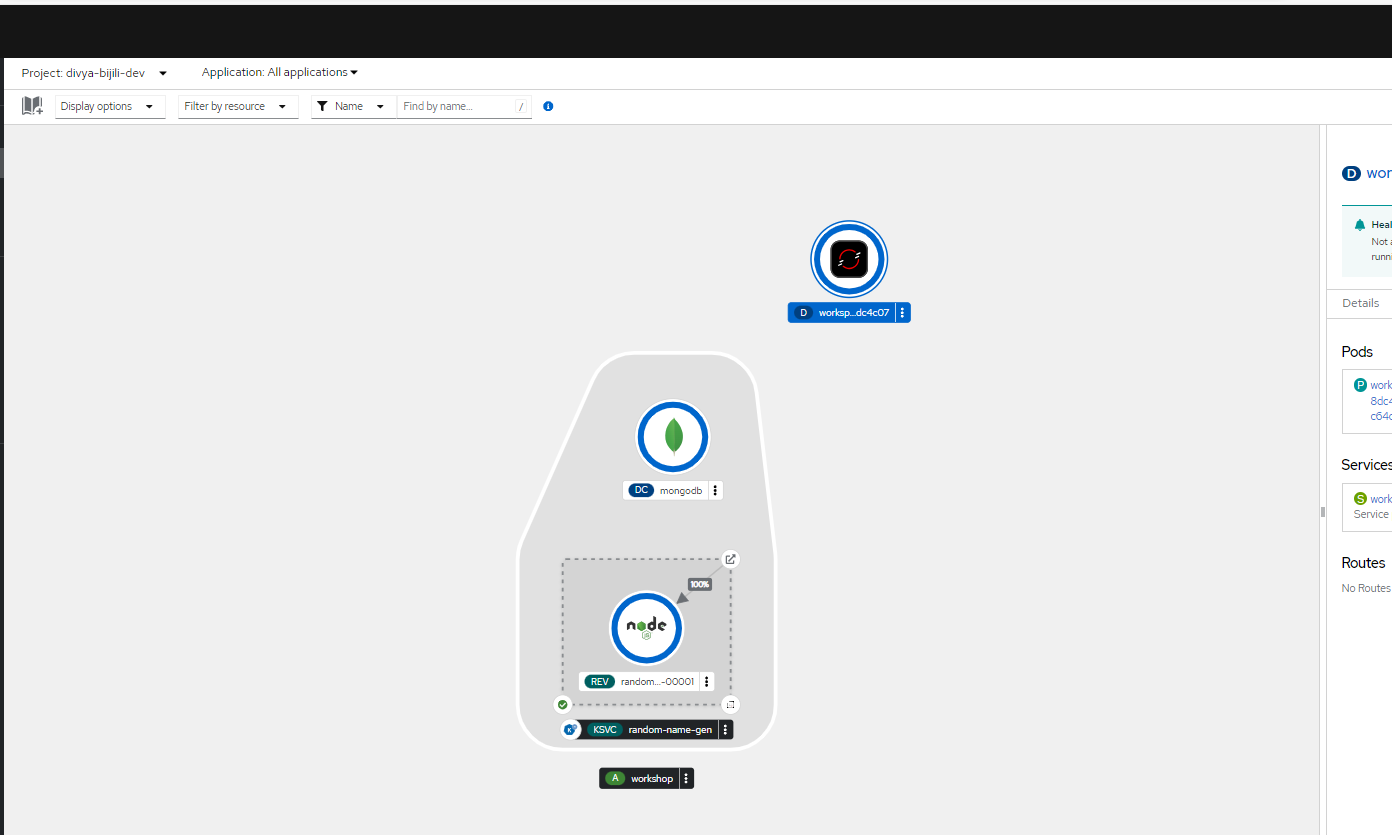 Project: divya-bijili-dev
Application: All applications
Display options
Filter by resource
Name
Find by name...
/
i
D wor
Heal
Not a
runni
D worksp...dc4c07
Details
Pods
P work
8dc4
c64c
DC mongodb
Services
S work
Service
Routes
No Routes
100%
node
JS
REV random...-00001
K
KSVC random-name-gen
A workshop